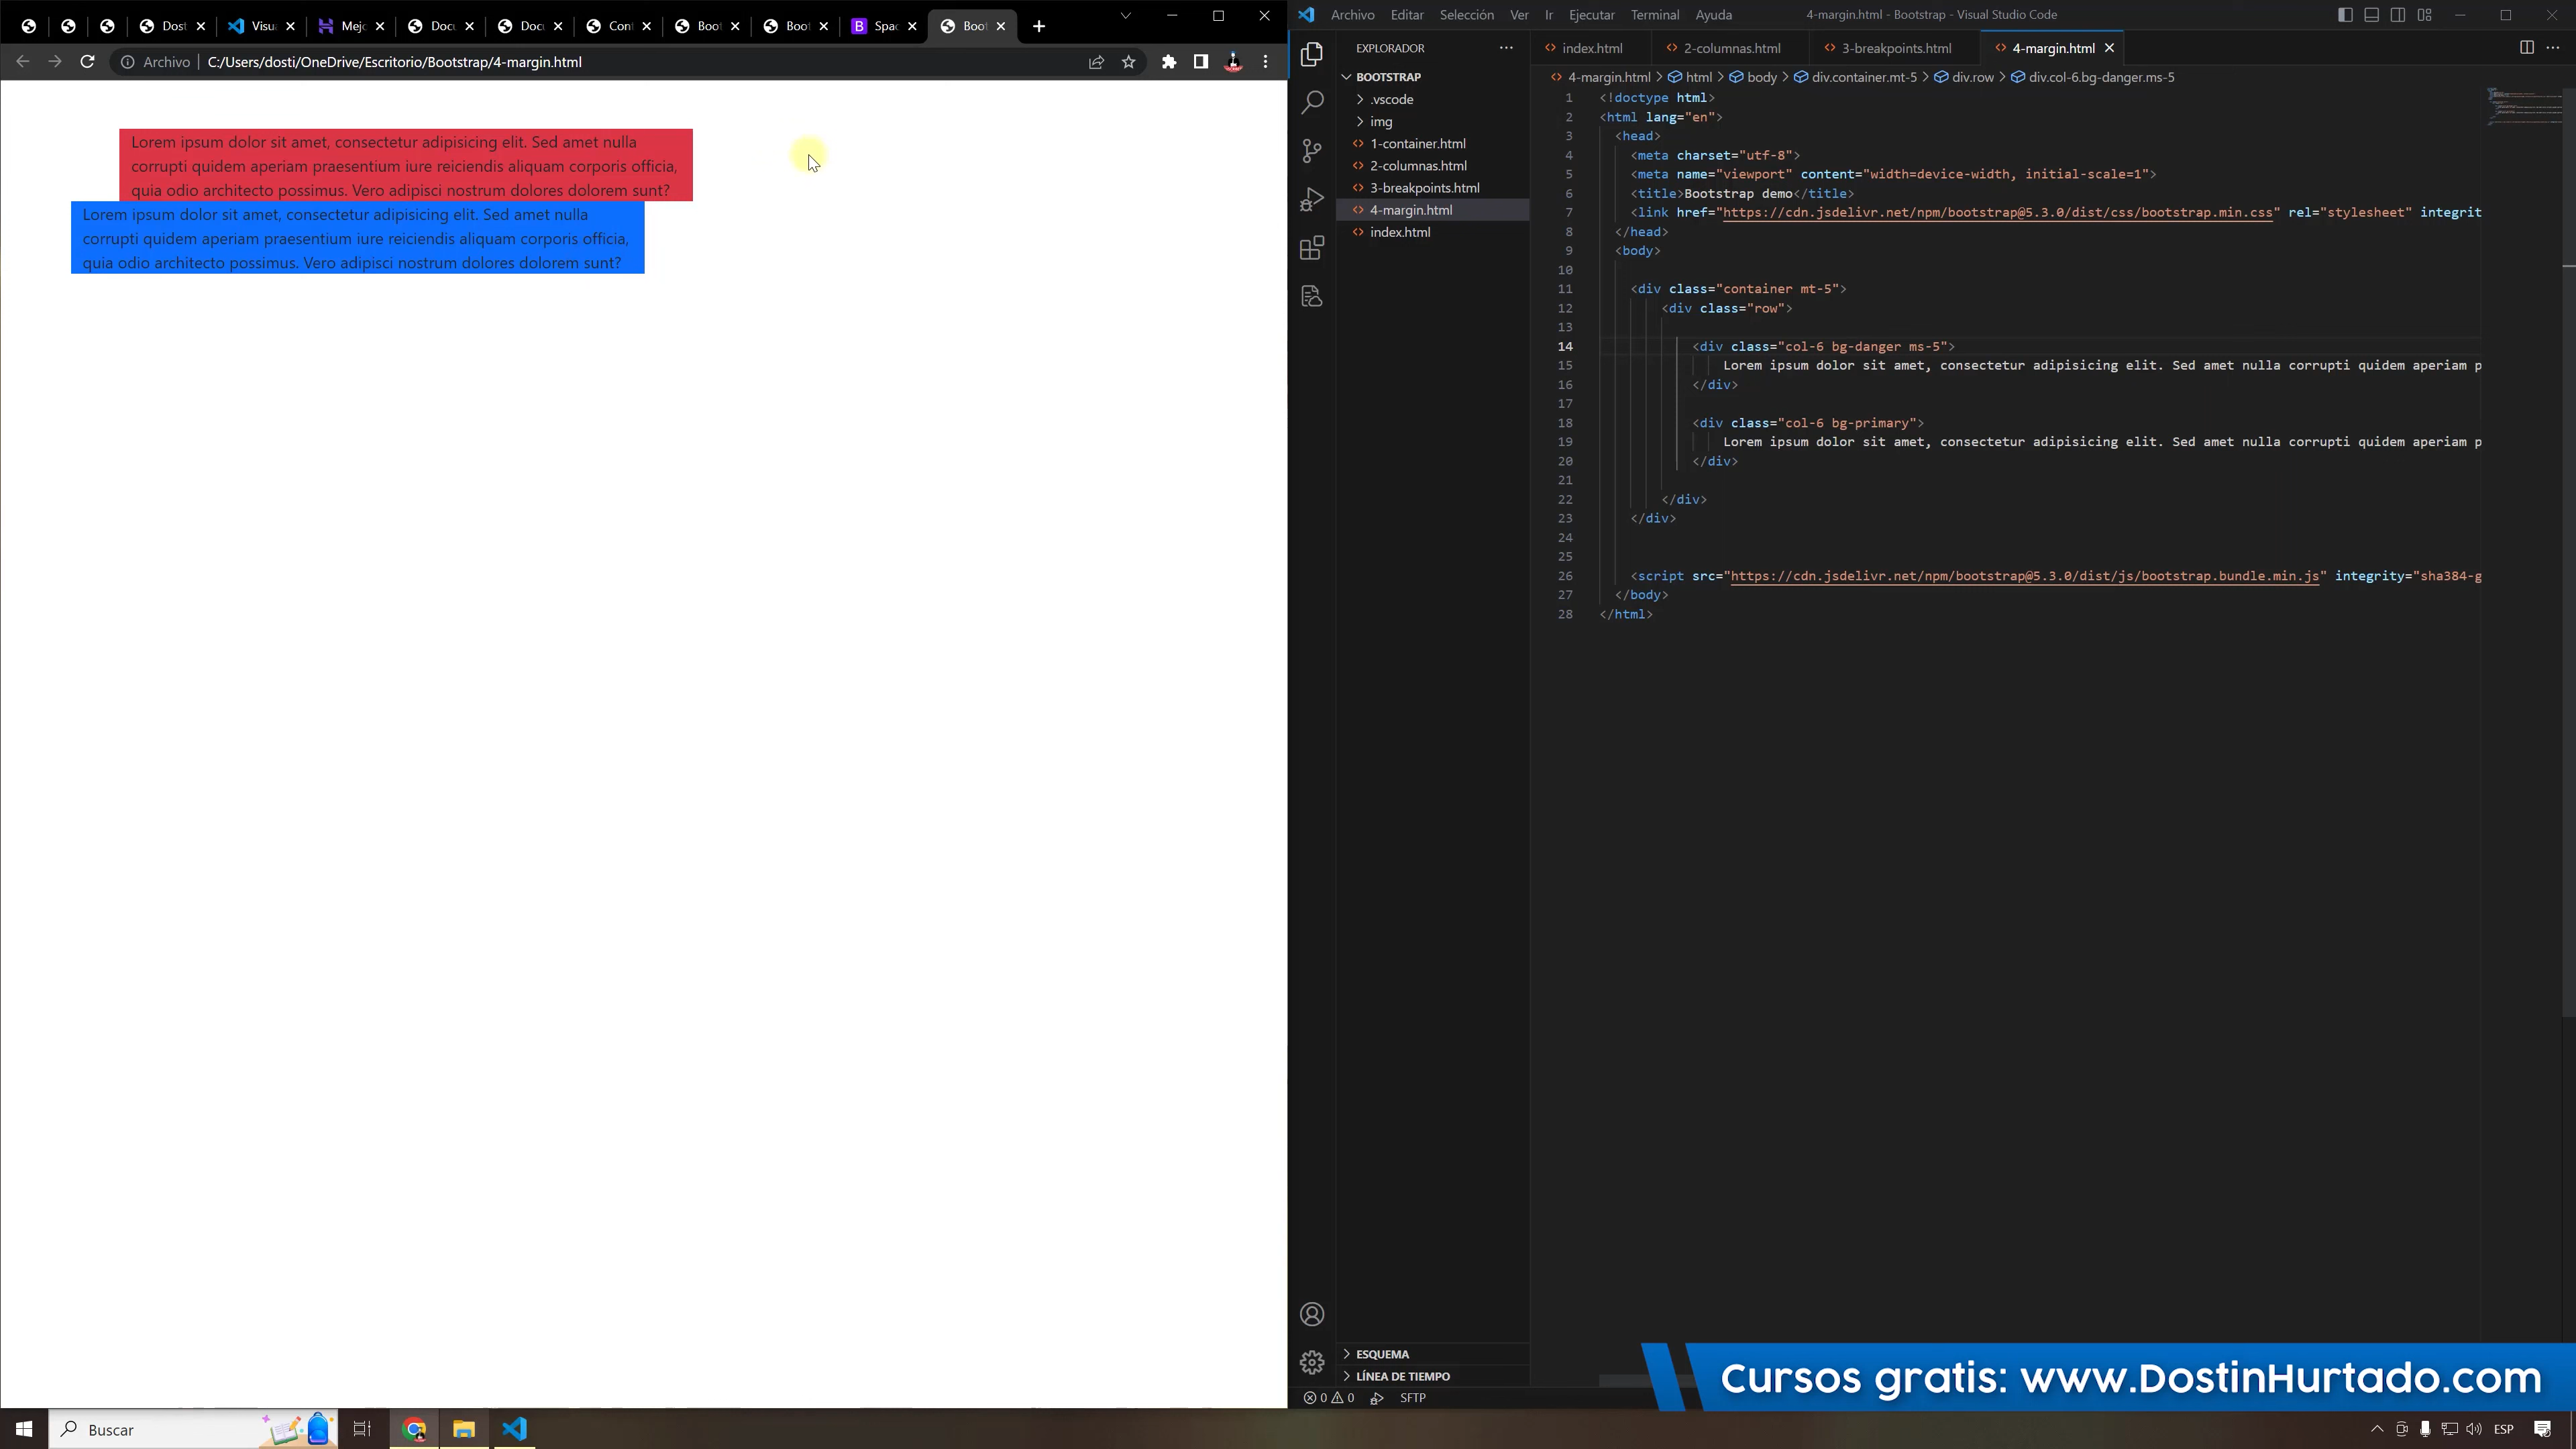 Dost
Visu
Mejo
Docu
Docu
Cont
Boot
Boot
Spac
Boot
Archivo
C:/Users/dosti/OneDrive/Escritorio/Bootstrap/4-margin.html
Lorem ipsum dolor sit amet, consectetur adipisicing elit. Sed amet nulla
corrupti quidem aperiam praesentium iure reiciendis aliquam corporis officia,
quia odio architecto possimus. Vero adipisci nostrum dolores dolorem sunt?
Lorem ipsum dolor sit amet, consectetur adipisicing elit. Sed amet nulla
corrupti quidem aperiam praesentium iure reiciendis aliquam corporis officia,
quia odio architecto possimus. Vero adipisci nostrum dolores dolorem sunt?
Archivo Editar Selección Ver Ir Ejecutar Terminal Ayuda
4-margin.html - Bootstrap - Visual Studio Code
EXPLORADOR
BOOTSTRAP
.vscode
img
1-container.html
2-columnas.html
3-breakpoints.html
4-margin.html
index.html
ESQUEMA
LÍNEA DE TIEMPO
index.html 2-columnas.html 3-breakpoints.html 4-margin.html
4-margin.html > html > body > div.container.mt-5 > div.row > div.col-6.bg-danger.ms-5
1 <!doctype html>
2 <html lang="en">
3 <head>
4 <meta charset="utf-8">
5 <meta name="viewport" content="width=device-width, initial-scale=1">
6 <title>Bootstrap demo</title>
7 <link href="https://cdn.jsdelivr.net/npm/bootstrap@5.3.0/dist/css/bootstrap.min.css" rel="stylesheet" integrit
8 </head>
9 <body>
10
11 <div class="container mt-5">
12 <div class="row">
13
14 <div class="col-6 bg-danger ms-5">
15 Lorem ipsum dolor sit amet, consectetur adipisicing elit. Sed amet nulla corrupti quidem aperiam p
16 </div>
17
18 <div class="col-6 bg-primary">
19 Lorem ipsum dolor sit amet, consectetur adipisicing elit. Sed amet nulla corrupti quidem aperiam p
20 </div>
21
22 </div>
23 </div>
24
25
26 <script src="https://cdn.jsdelivr.net/npm/bootstrap@5.3.0/dist/js/bootstrap.bundle.min.js" integrity="sha384-g
27 </body>
28 </html>
0 0 SFTP
Cursos gratis: www.DostinHurtado.com
Buscar
ESP